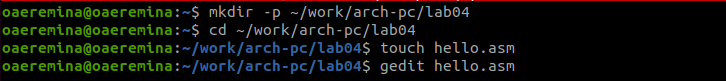 oaeremina@oaeremina:~$ mkdir -p ~/work/arch-pc/lab04
oaeremina@oaeremina:~$ cd ~/work/arch-pc/lab04
oaeremina@oaeremina:~/work/arch-pc/lab04$ touch hello.asm
oaeremina@oaeremina:~/work/arch-pc/lab04$ gedit hello.asm